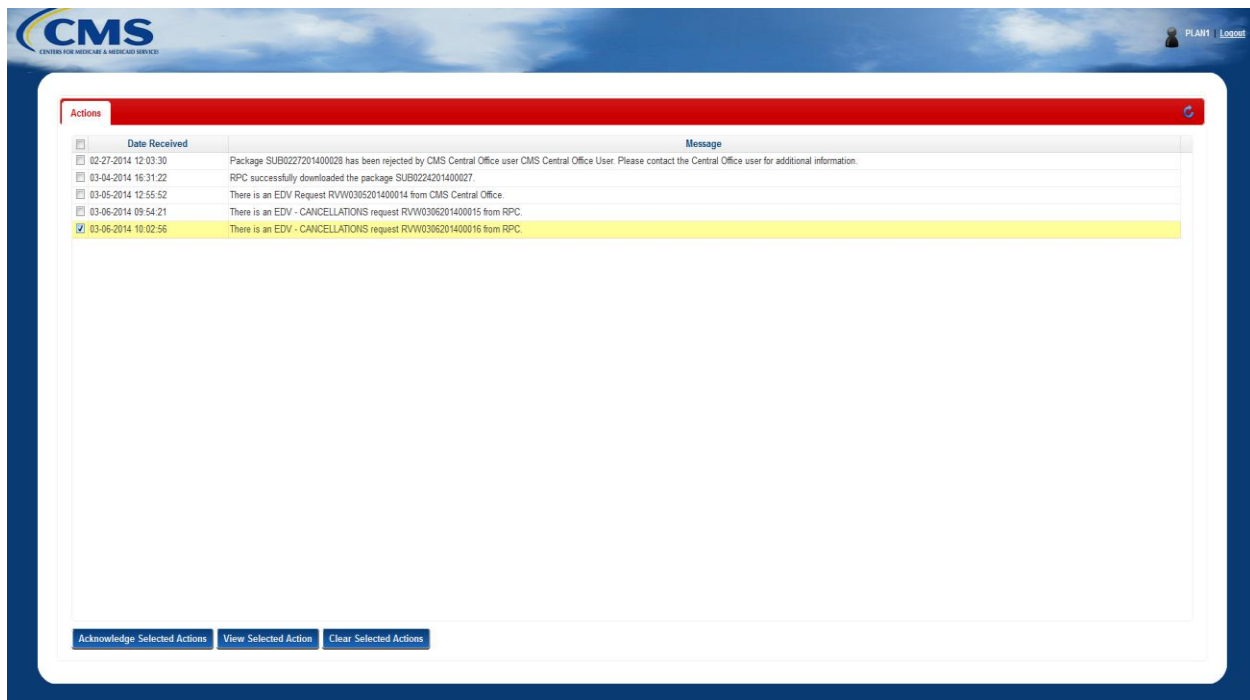 CMS
CENTERS FOR MEDICARE & MEDICAID SERVICES
PLAN1 | Logout
Actions
Date Received Message
02-27-2014 12:03:30 Package SUB0227201400028 has been rejected by CMS Central Office user CMS Central Office User. Please contact the Central Office user for additional information.
03-04-2014 16:31:22 RPC successfully downloaded the package SUB0224201400027.
03-05-2014 12:55:52 There is an EDV Request RVW0305201400014 from CMS Central Office.
03-06-2014 09:54:21 There is an EDV - CANCELLATIONS request RVW0306201400015 from RPC.
03-06-2014 10:02:56 There is an EDV - CANCELLATIONS request RVW0306201400016 from RPC.
Acknowledge Selected Actions View Selected Action Clear Selected Actions